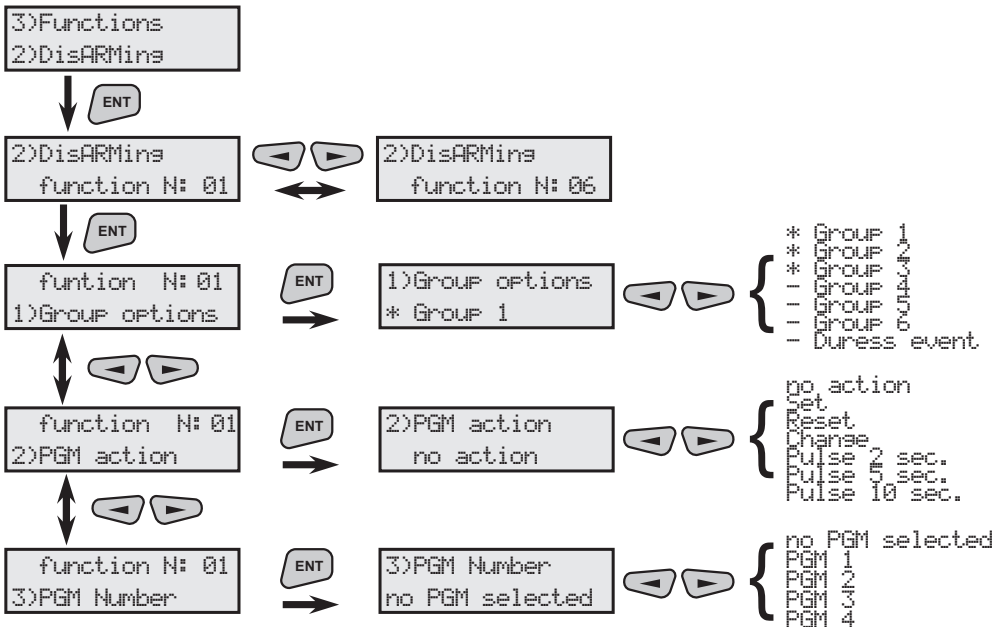 3)Functions
2)DisARMing
ENT
2)DisARMing
function N: 01
2)DisARMing
function N: 06
ENT
funtion N: 01
1)Group options
ENT
1)Group options
* Group 1
* Group 1
* Group 2
* Group 3
- Group 4
- Group 5
- Group 6
- Duress event
function N: 01
2)PGM action
ENT
2)PGM action
no action
no action
Set
Reset
Change
Pulse 2 sec.
Pulse 5 sec.
Pulse 10 sec.
function N: 01
3)PGM Number
ENT
3)PGM Number
no PGM selected
no PGM selected
PGM 1
PGM 2
PGM 3
PGM 4